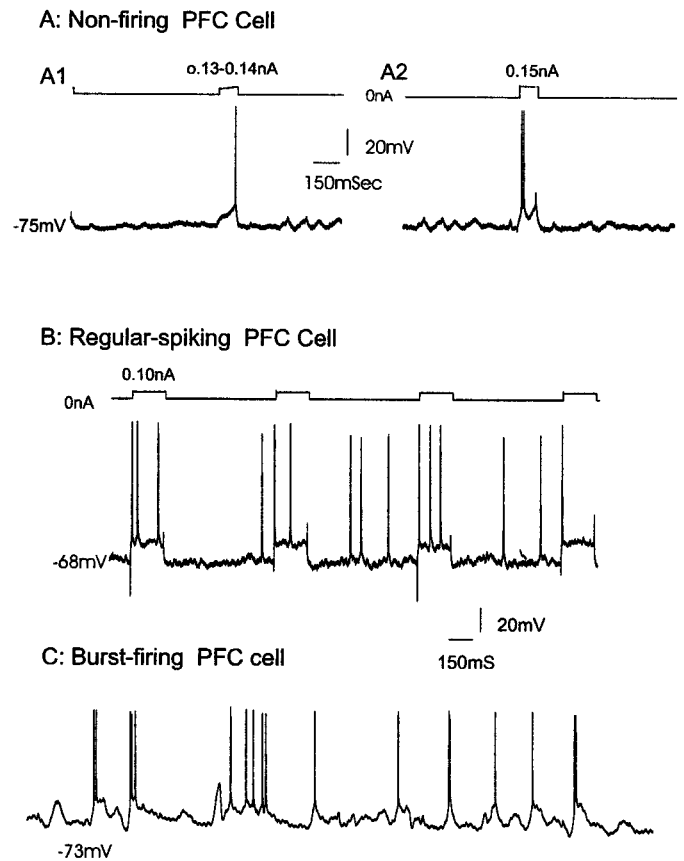 A: Non-firing PFC Cell
A1
o.13-0.14nA
A2
0.15nA
0nA
20mV
150mSec
-75mV
B: Regular-spiking PFC Cell
0.10nA
0nA
-68mV
20mV
150mS
C: Burst-firing PFC cell
-73mV